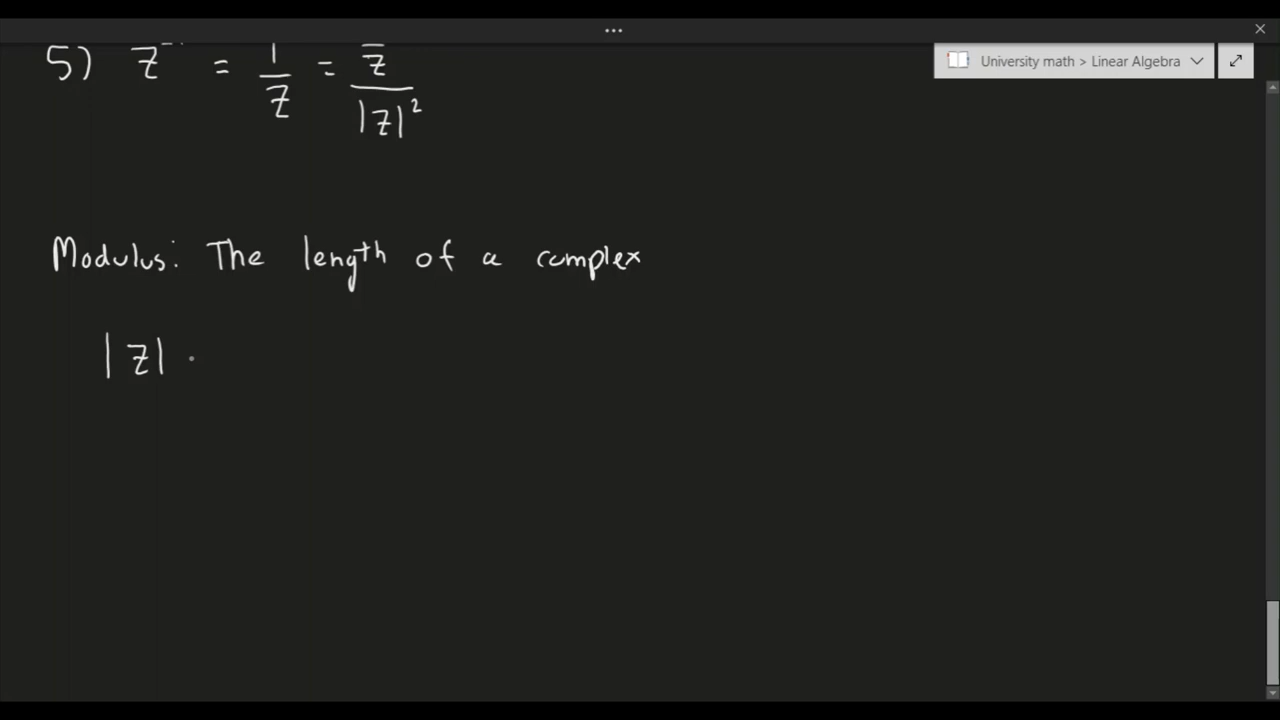 University math > Linear Algebra
5) z⁻¹ = 1/z = z̄/|z|²
Modulus: The length of a complex
|z|